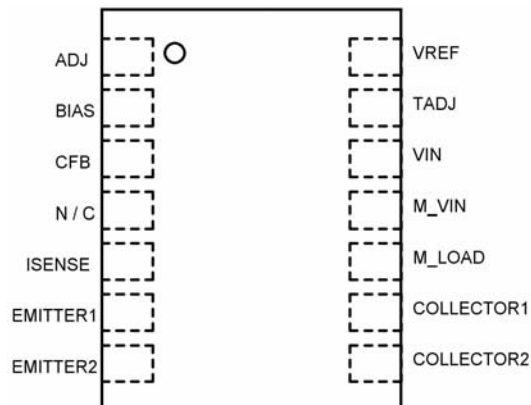 ADJ
BIAS
CFB
N / C
ISENSE
EMITTER1
EMITTER2
VREF
TADJ
VIN
M_VIN
M_LOAD
COLLECTOR1
COLLECTOR2